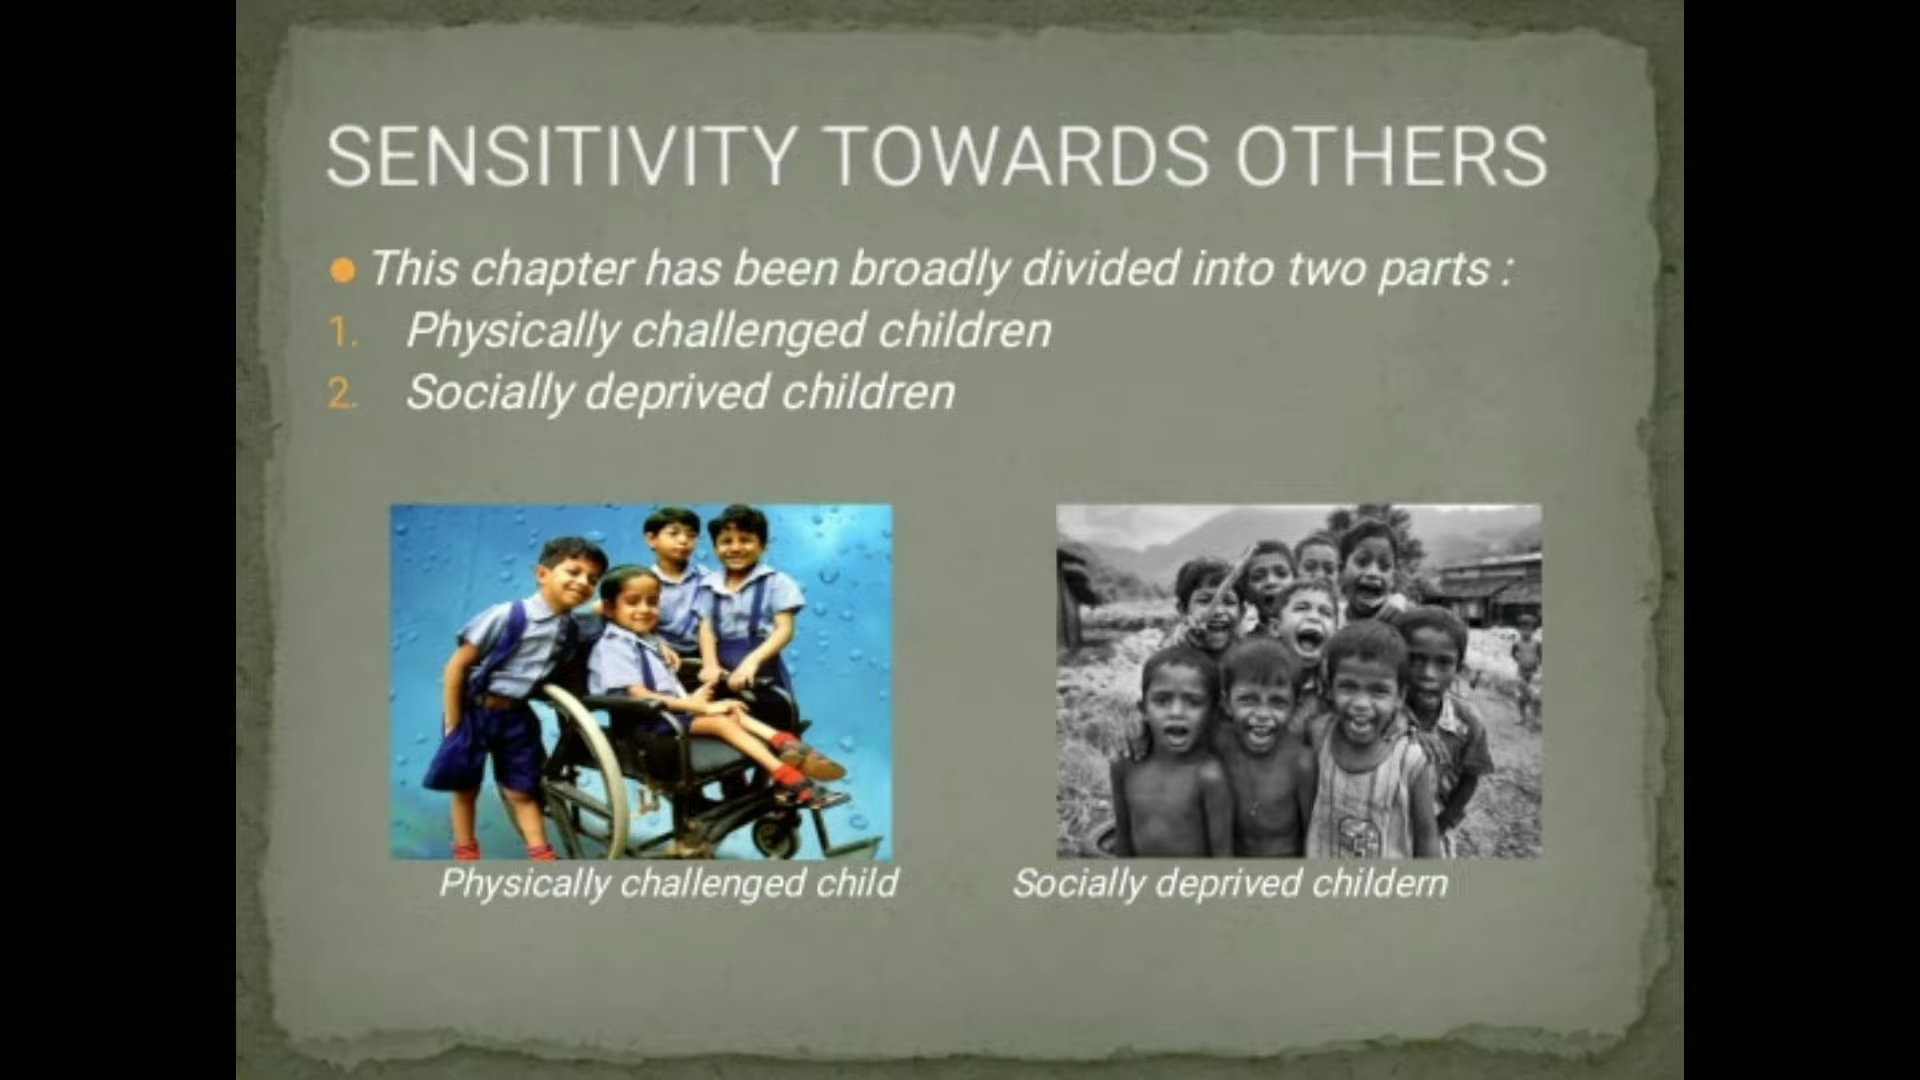 SENSITIVITY TOWARDS OTHERS
● This chapter has been broadly divided into two parts :
1. Physically challenged children
2. Socially deprived children
Physically challenged child
Socially deprived childern